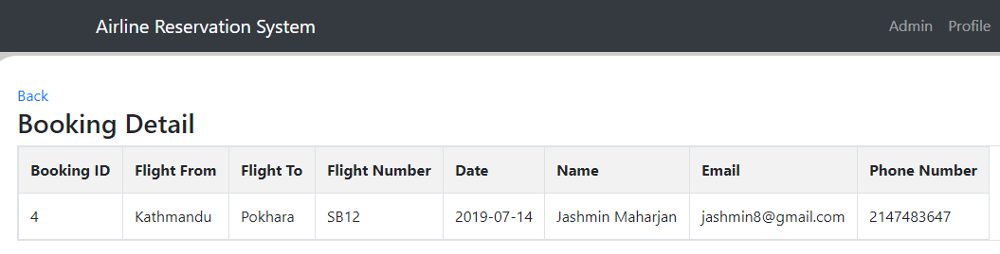 Airline Reservation System Admin Profile
Back
Booking Detail
Booking ID Flight From Flight To Flight Number Date Name Email Phone Number
4 Kathmandu Pokhara SB12 2019-07-14 Jashmin Maharjan jashmin8@gmail.com 2147483647